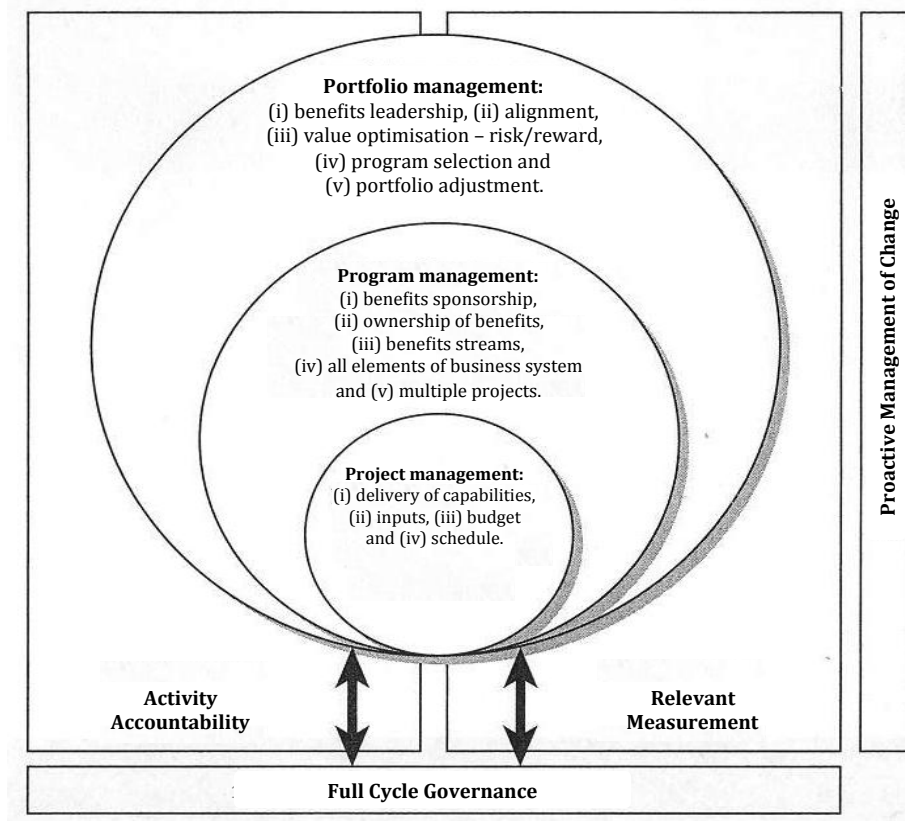 Portfolio management:
(i) benefits leadership, (ii) alignment,
(iii) value optimisation – risk/reward,
(iv) program selection and
(v) portfolio adjustment.
Program management:
(i) benefits sponsorship,
(ii) ownership of benefits,
(iii) benefits streams,
(iv) all elements of business system
and (v) multiple projects.
Project management:
(i) delivery of capabilities,
(ii) inputs, (iii) budget
and (iv) schedule.
Activity
Accountability
Relevant
Measurement
Full Cycle Governance
Proactive Management of Change